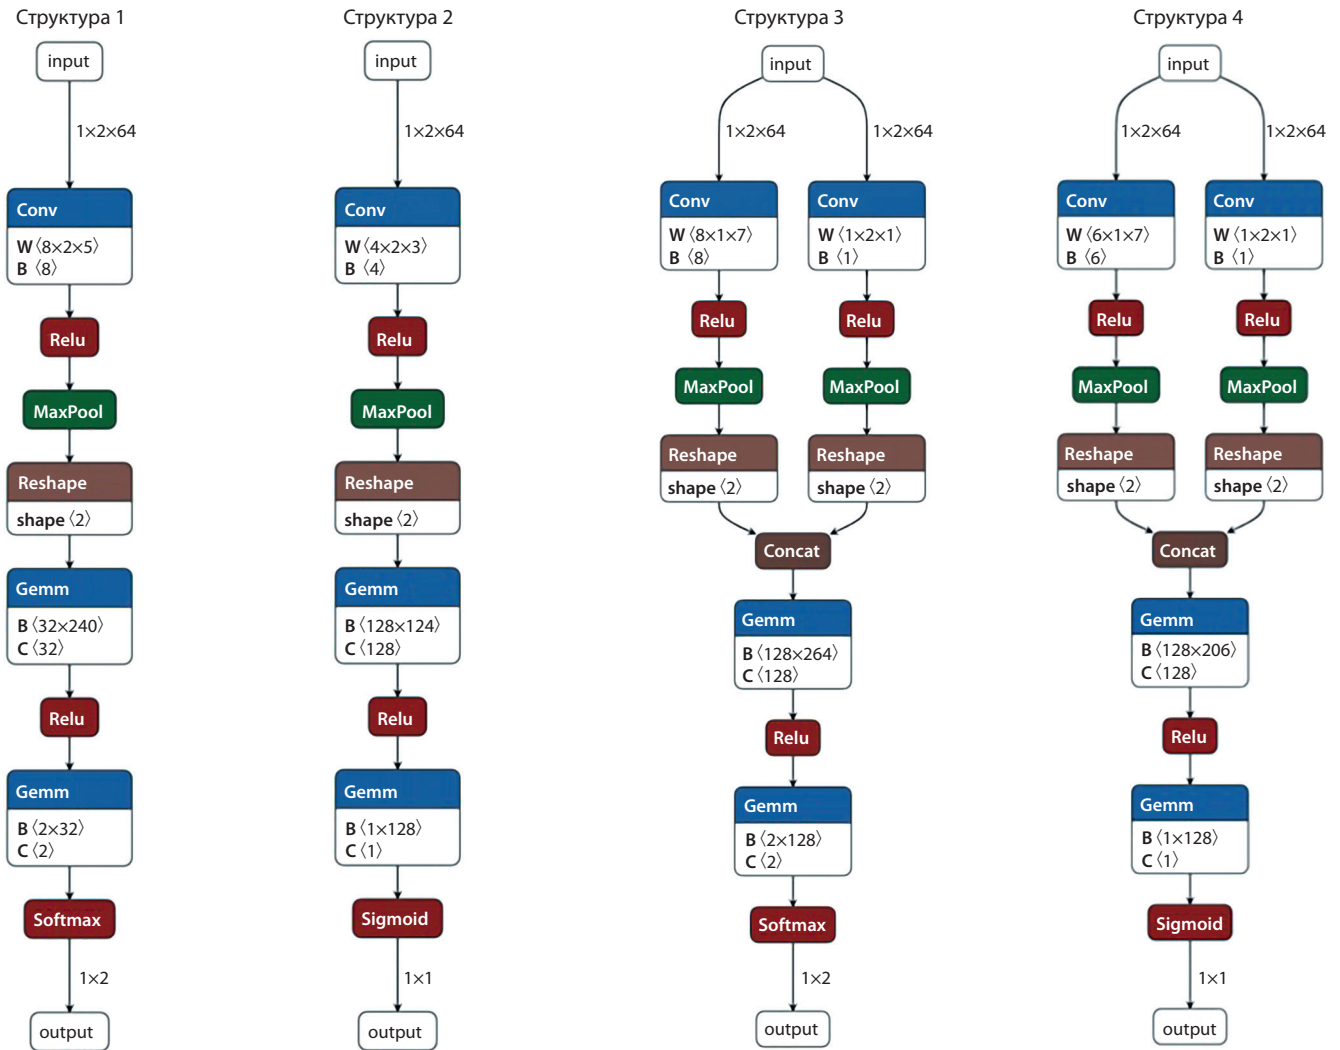 Структура 1
input
1×2×64
Conv
W ⟨8×2×5⟩
B ⟨8⟩
Relu
MaxPool
Reshape
shape ⟨2⟩
Gemm
B ⟨32×240⟩
C ⟨32⟩
Relu
Gemm
B ⟨2×32⟩
C ⟨2⟩
Softmax
1×2
output
Структура 2
input
1×2×64
Conv
W ⟨4×2×3⟩
B ⟨4⟩
Relu
MaxPool
Reshape
shape ⟨2⟩
Gemm
B ⟨128×124⟩
C ⟨128⟩
Relu
Gemm
B ⟨1×128⟩
C ⟨1⟩
Sigmoid
1×1
output
Структура 3
input
1×2×64
Conv
W ⟨8×1×7⟩
B ⟨8⟩
Relu
MaxPool
Reshape
shape ⟨2⟩
1×2×64
Conv
W ⟨1×2×1⟩
B ⟨1⟩
Relu
MaxPool
Reshape
shape ⟨2⟩
Concat
Gemm
B ⟨128×264⟩
C ⟨128⟩
Relu
Gemm
B ⟨2×128⟩
C ⟨2⟩
Softmax
1×2
output
Структура 4
input
1×2×64
Conv
W ⟨6×1×7⟩
B ⟨6⟩
Relu
MaxPool
Reshape
shape ⟨2⟩
1×2×64
Conv
W ⟨1×2×1⟩
B ⟨1⟩
Relu
MaxPool
Reshape
shape ⟨2⟩
Concat
Gemm
B ⟨128×206⟩
C ⟨128⟩
Relu
Gemm
B ⟨1×128⟩
C ⟨1⟩
Sigmoid
1×1
output